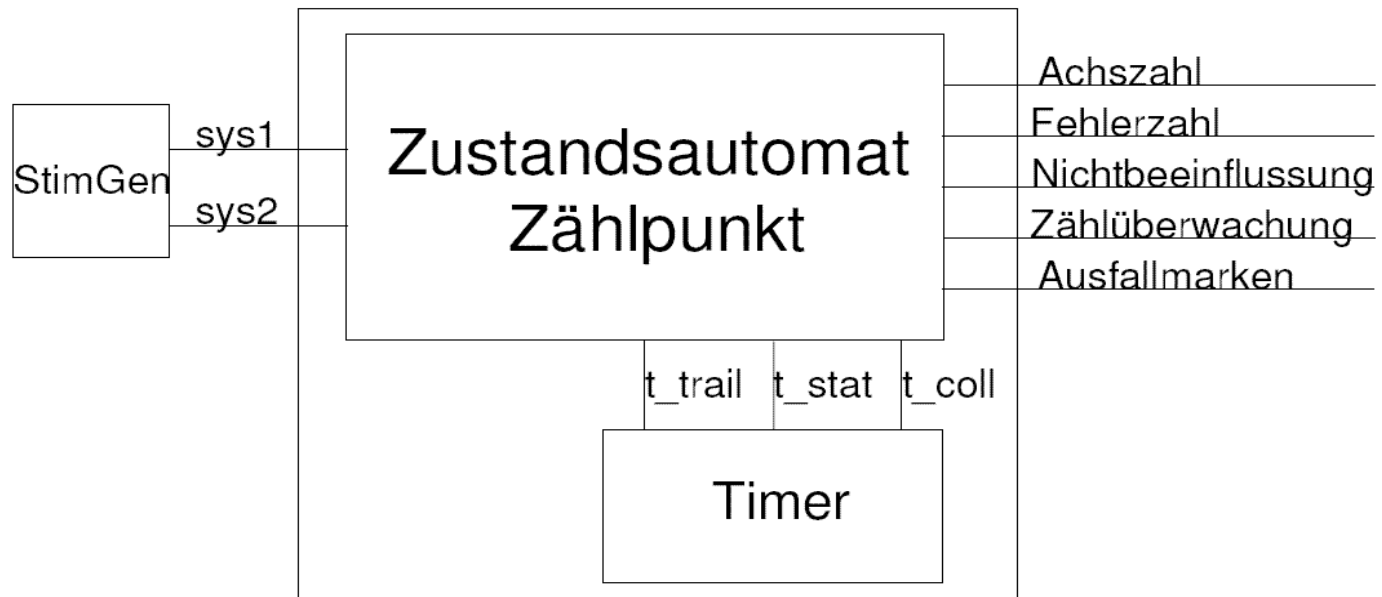 StimGen
sys1
sys2
Zustandsautomat
Zählpunkt
Achszahl
Fehlerzahl
Nichtbeeinflussung
Zählüberwachung
Ausfallmarken
t_trail t_stat t_coll
Timer